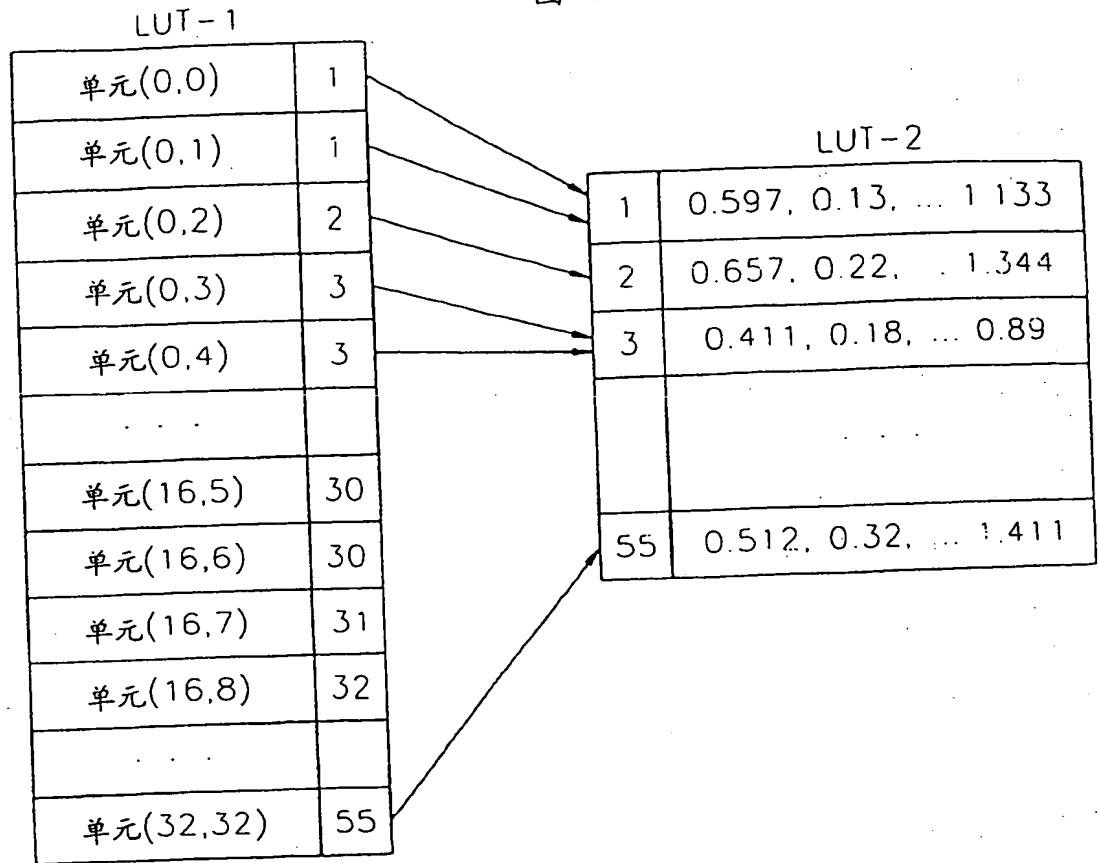 图
LUT-1
单元(0,0) 1
单元(0,1) 1
单元(0,2) 2
单元(0,3) 3
单元(0,4) 3
. . .
单元(16,5) 30
单元(16,6) 30
单元(16,7) 31
单元(16,8) 32
. . .
单元(32,32) 55
LUT-2
1 0.597, 0.13, ... 1 133
2 0.657, 0.22, . 1.344
3 0.411, 0.18, ... 0.89
. . .
55 0.512, 0.32, ... 1.411